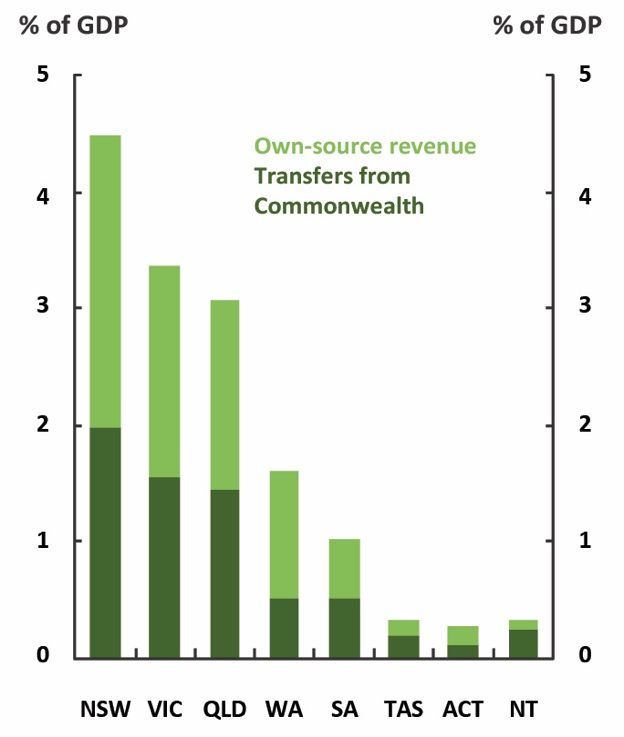 % of GDP % of GDP
5 5
Own-source revenue
Transfers from
4 4
Commonwealth
3 3
2 2
1 1
0 0
NSW VIC QLD WA SA TAS ACT NT